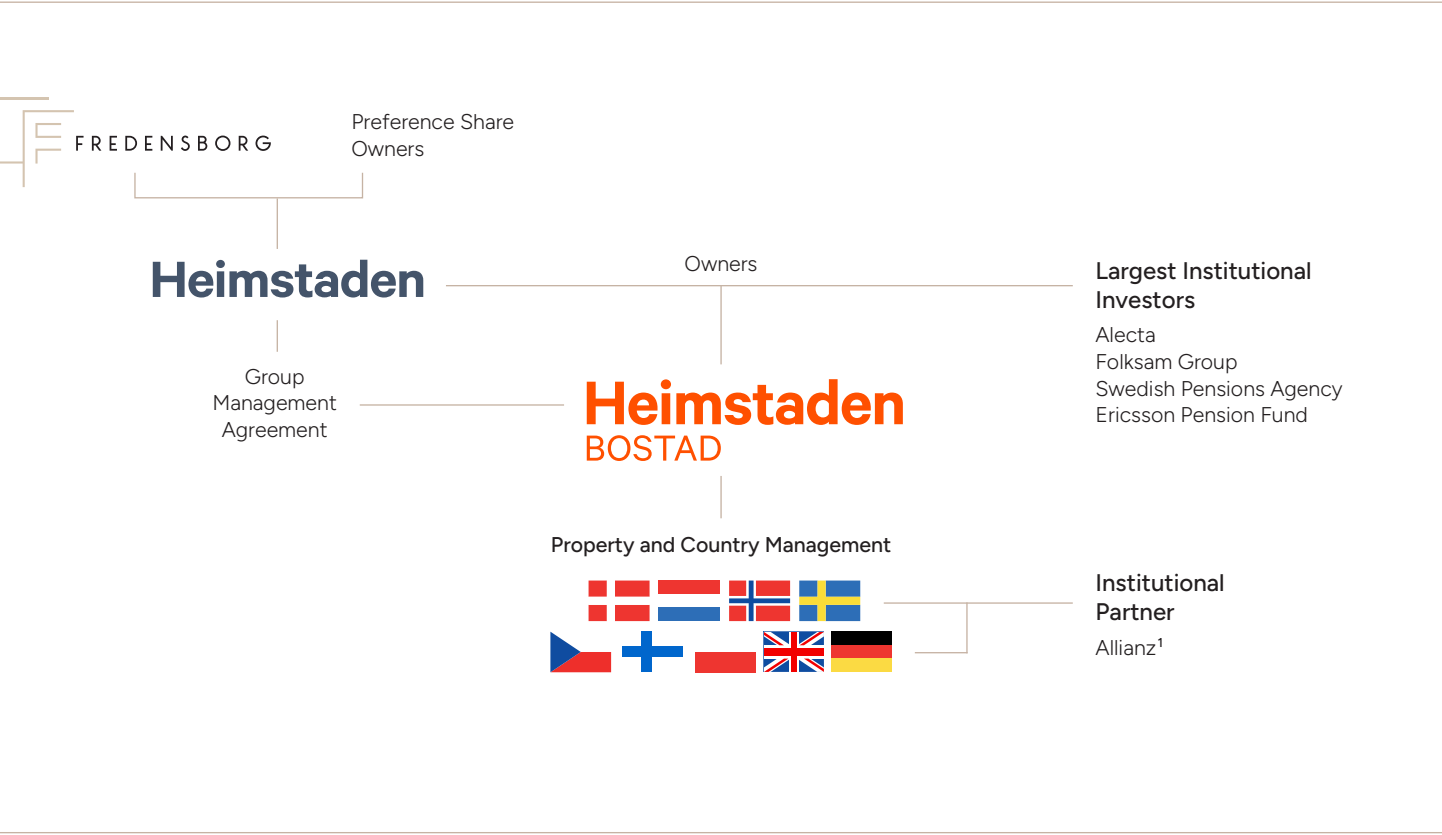 FREDENSBORG
Preference Share
Owners
Heimstaden
Owners
Largest Institutional
Investors
Alecta
Folksam Group
Swedish Pensions Agency
Ericsson Pension Fund
Group
Management
Agreement
Heimstaden
BOSTAD
Property and Country Management
Institutional
Partner
Allianz¹